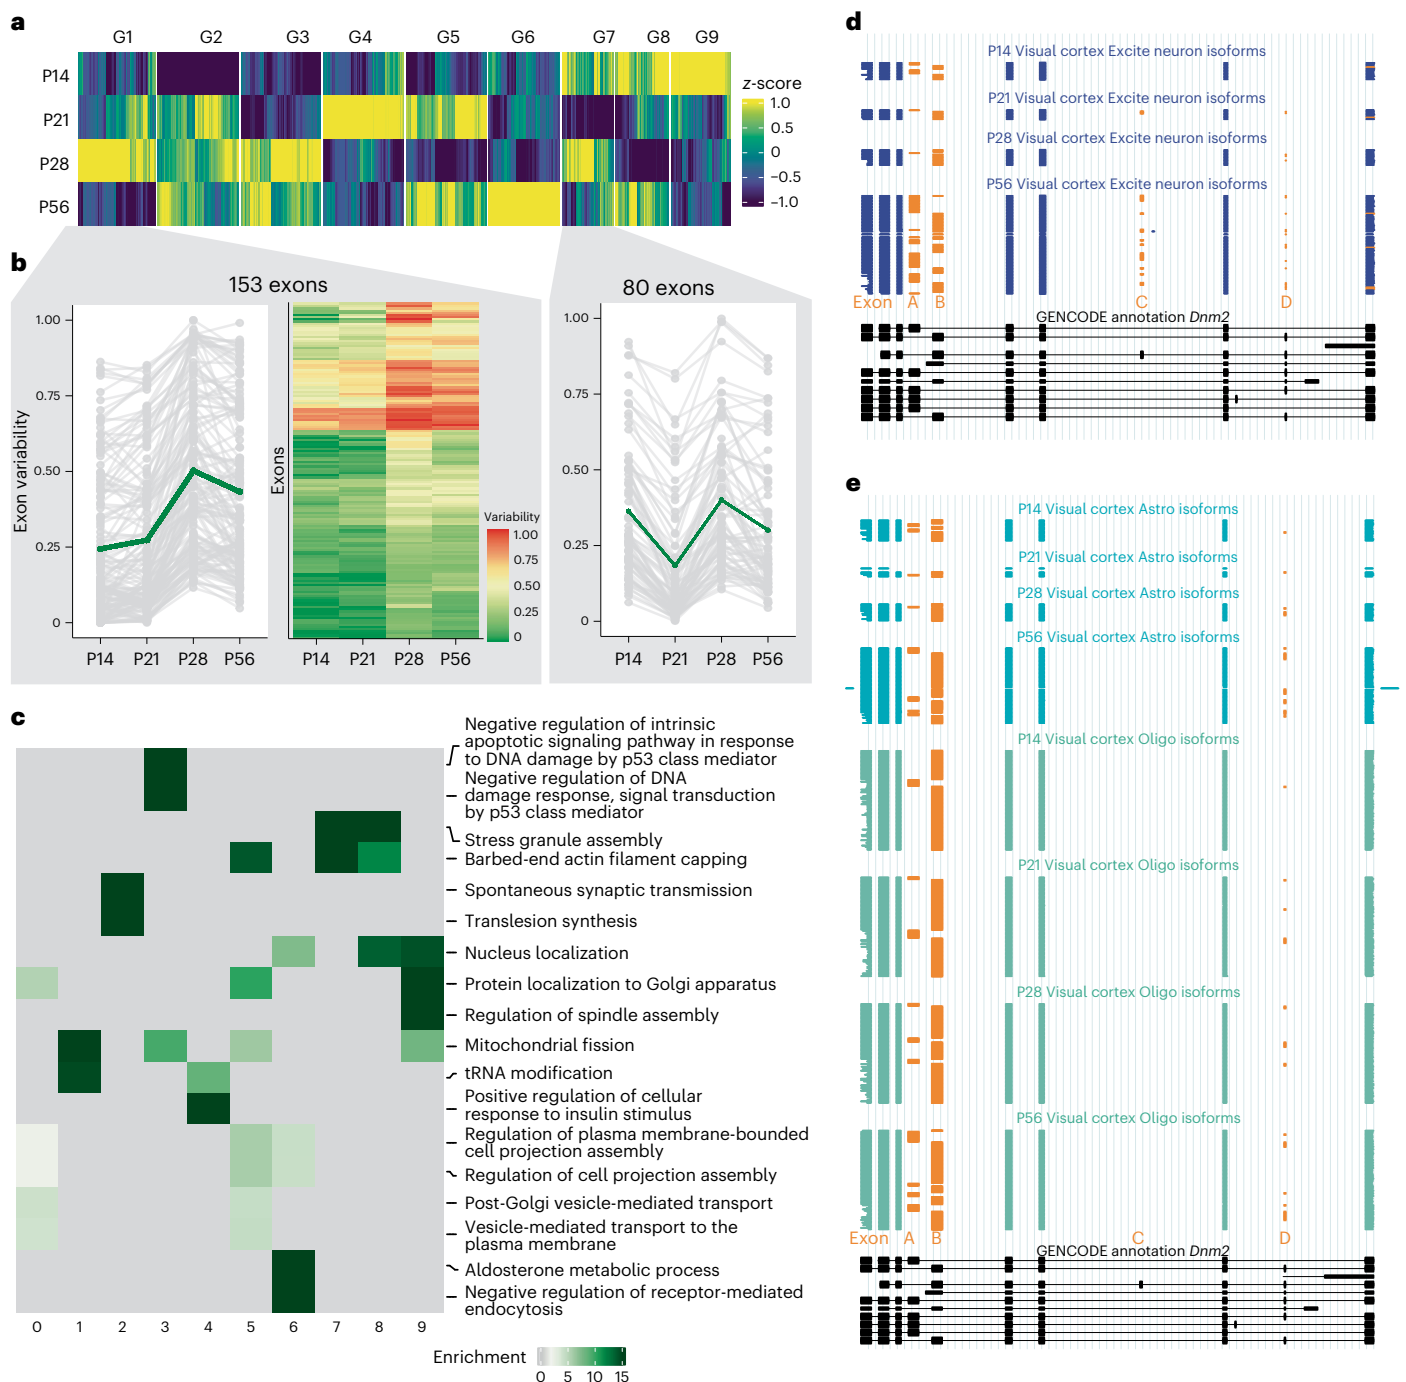 a
G1 G2 G3 G4 G5 G6 G7 G8 G9
P14
P21
P28
P56
z-score
1.0
0.5
0
−0.5
−1.0
b
153 exons
Exon variability
1.00
0.75
0.50
0.25
0
P14 P21 P28 P56
Exons
P14 P21 P28 P56
Variability
1.00
0.75
0.50
0.25
0
80 exons
1.00
0.75
0.50
0.25
0
P14 P21 P28 P56
c
Negative regulation of intrinsic
apoptotic signaling pathway in response
to DNA damage by p53 class mediator
Negative regulation of DNA
damage response, signal transduction
by p53 class mediator
Stress granule assembly
Barbed-end actin filament capping
Spontaneous synaptic transmission
Translesion synthesis
Nucleus localization
Protein localization to Golgi apparatus
Regulation of spindle assembly
Mitochondrial fission
tRNA modification
Positive regulation of cellular
response to insulin stimulus
Regulation of plasma membrane-bounded
cell projection assembly
Regulation of cell projection assembly
Post-Golgi vesicle-mediated transport
Vesicle-mediated transport to the
plasma membrane
Aldosterone metabolic process
Negative regulation of receptor-mediated
endocytosis
0 1 2 3 4 5 6 7 8 9
Enrichment
0 5 10 15
d
P14 Visual cortex Excite neuron isoforms
P21 Visual cortex Excite neuron isoforms
P28 Visual cortex Excite neuron isoforms
P56 Visual cortex Excite neuron isoforms
Exon A B C D
GENCODE annotation Dnm2
e
P14 Visual cortex Astro isoforms
P21 Visual cortex Astro isoforms
P28 Visual cortex Astro isoforms
P56 Visual cortex Astro isoforms
P14 Visual cortex Oligo isoforms
P21 Visual cortex Oligo isoforms
P28 Visual cortex Oligo isoforms
P56 Visual cortex Oligo isoforms
Exon A B C D
GENCODE annotation Dnm2